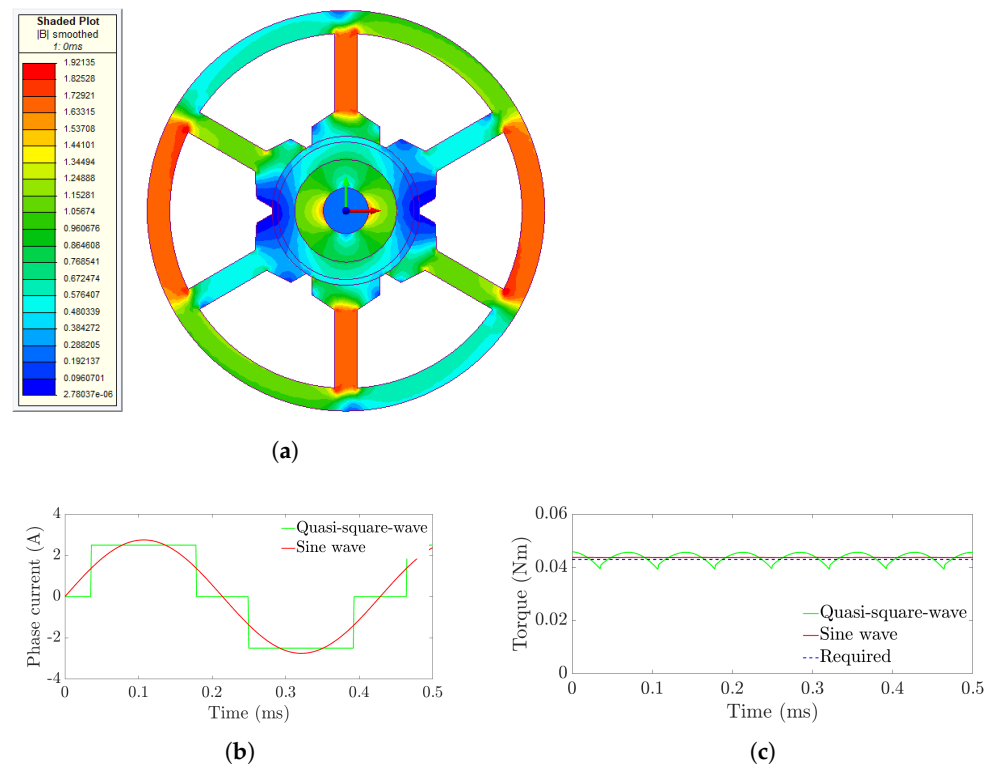 Shaded Plot
|B| smoothed
1: 0ms
1.92135
1.82528
1.72921
1.63315
1.53708
1.44101
1.34494
1.24888
1.15281
1.05674
0.960676
0.864608
0.768541
0.672474
0.576407
0.480339
0.384272
0.288205
0.192137
0.0960701
2.78037e-06
(a)
Phase current (A)
4
2
0
-2
-4
Quasi-square-wave
Sine wave
0
0.1
0.2
0.3
0.4
0.5
Time (ms)
(b)
Torque (Nm)
0.06
0.04
0.02
0
Quasi-square-wave
Sine wave
Required
0
0.1
0.2
0.3
0.4
0.5
Time (ms)
(c)